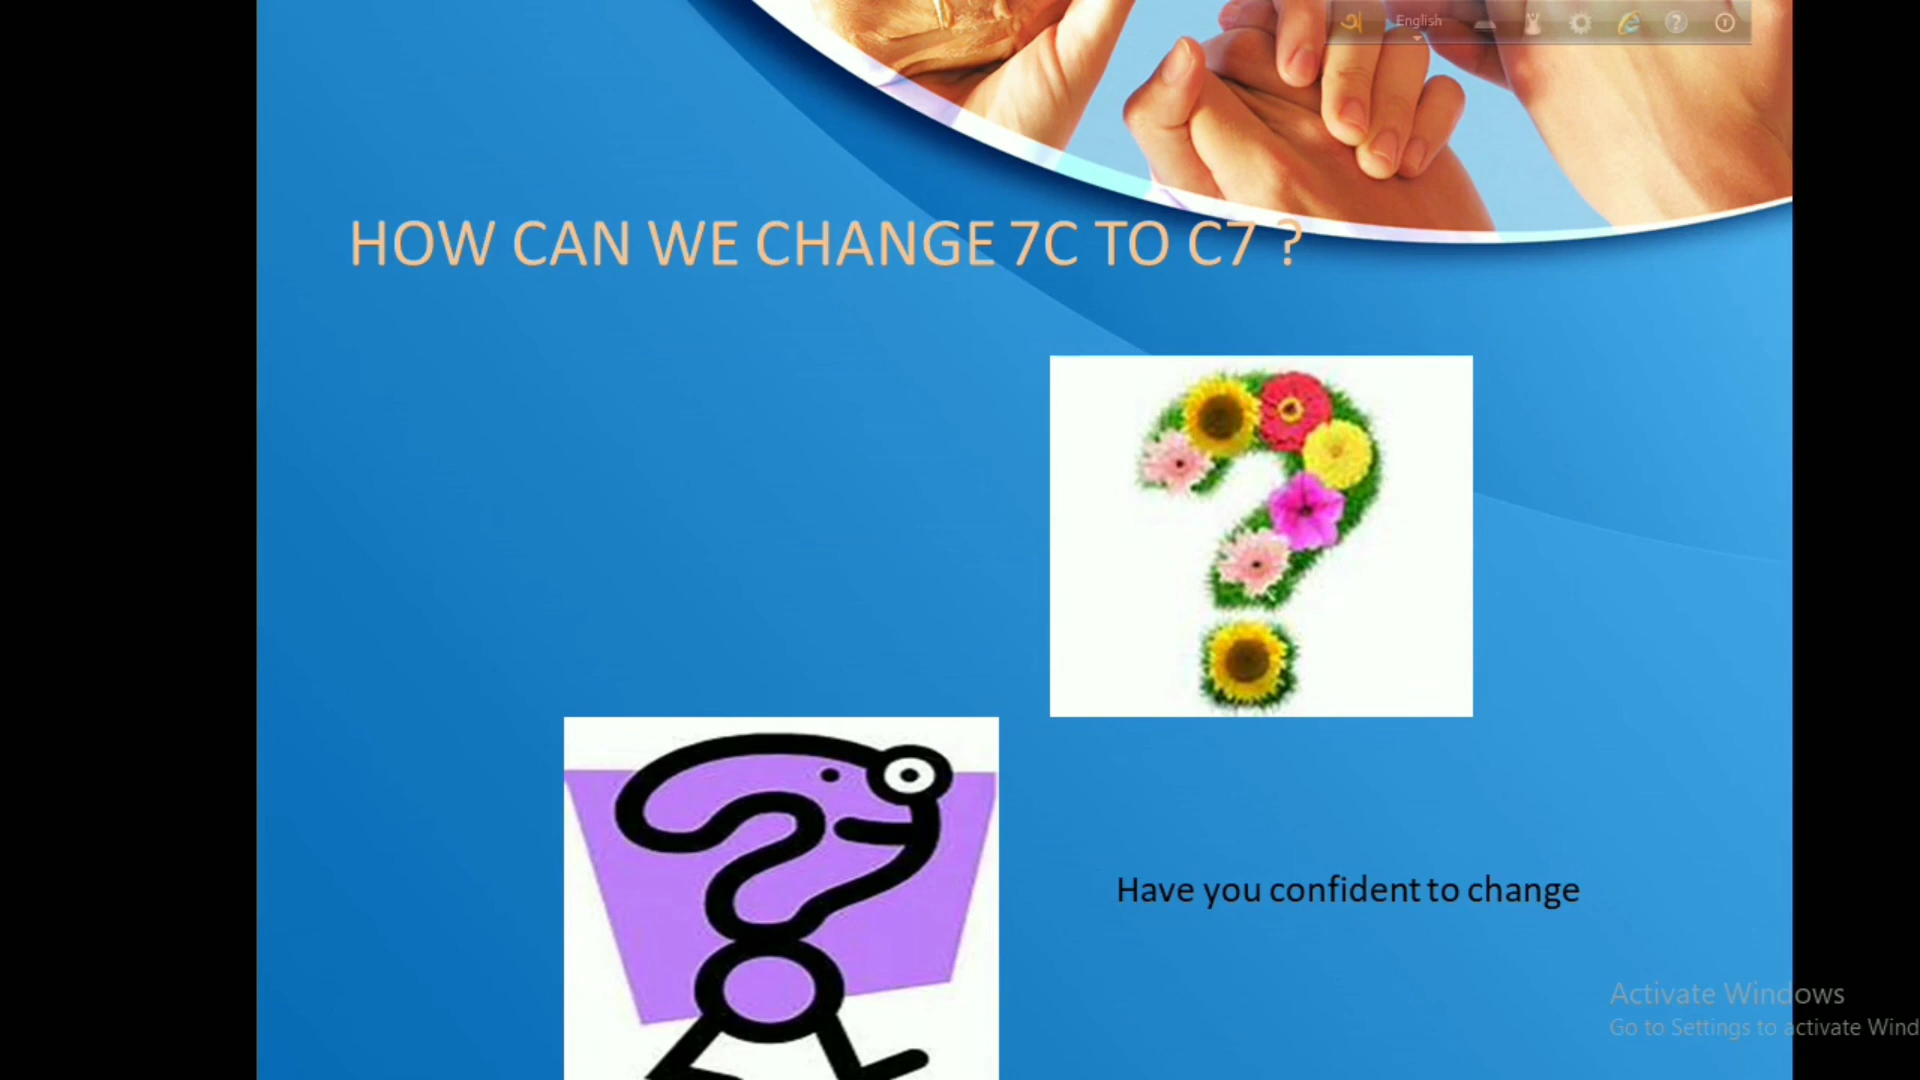 অ English
HOW CAN WE CHANGE 7C TO C7 ?
Have you confident to change
Activate Windows
Go to Settings to activate Wind